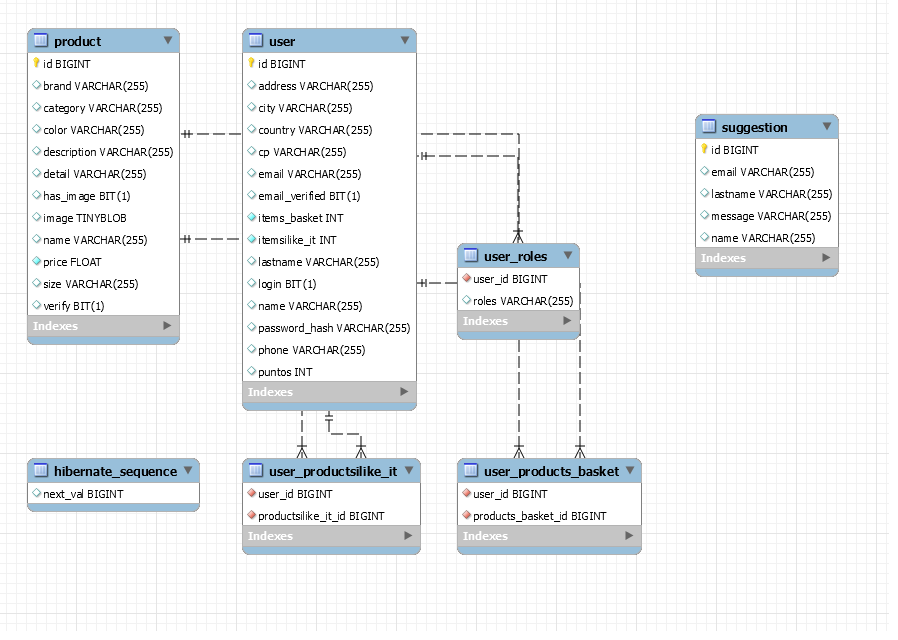 product
id BIGINT
brand VARCHAR(255)
category VARCHAR(255)
color VARCHAR(255)
description VARCHAR(255)
detail VARCHAR(255)
has_image BIT(1)
image TINYBLOB
name VARCHAR(255)
price FLOAT
size VARCHAR(255)
verify BIT(1)
Indexes
user
id BIGINT
address VARCHAR(255)
city VARCHAR(255)
country VARCHAR(255)
cp VARCHAR(255)
email VARCHAR(255)
email_verified BIT(1)
items_basket INT
itemsilike_it INT
lastname VARCHAR(255)
login BIT(1)
name VARCHAR(255)
password_hash VARCHAR(255)
phone VARCHAR(255)
puntos INT
Indexes
user_roles
user_id BIGINT
roles VARCHAR(255)
Indexes
suggestion
id BIGINT
email VARCHAR(255)
lastname VARCHAR(255)
message VARCHAR(255)
name VARCHAR(255)
Indexes
hibernate_sequence
next_val BIGINT
user_productsilike_it
user_id BIGINT
productsilike_it_id BIGINT
Indexes
user_products_basket
user_id BIGINT
products_basket_id BIGINT
Indexes